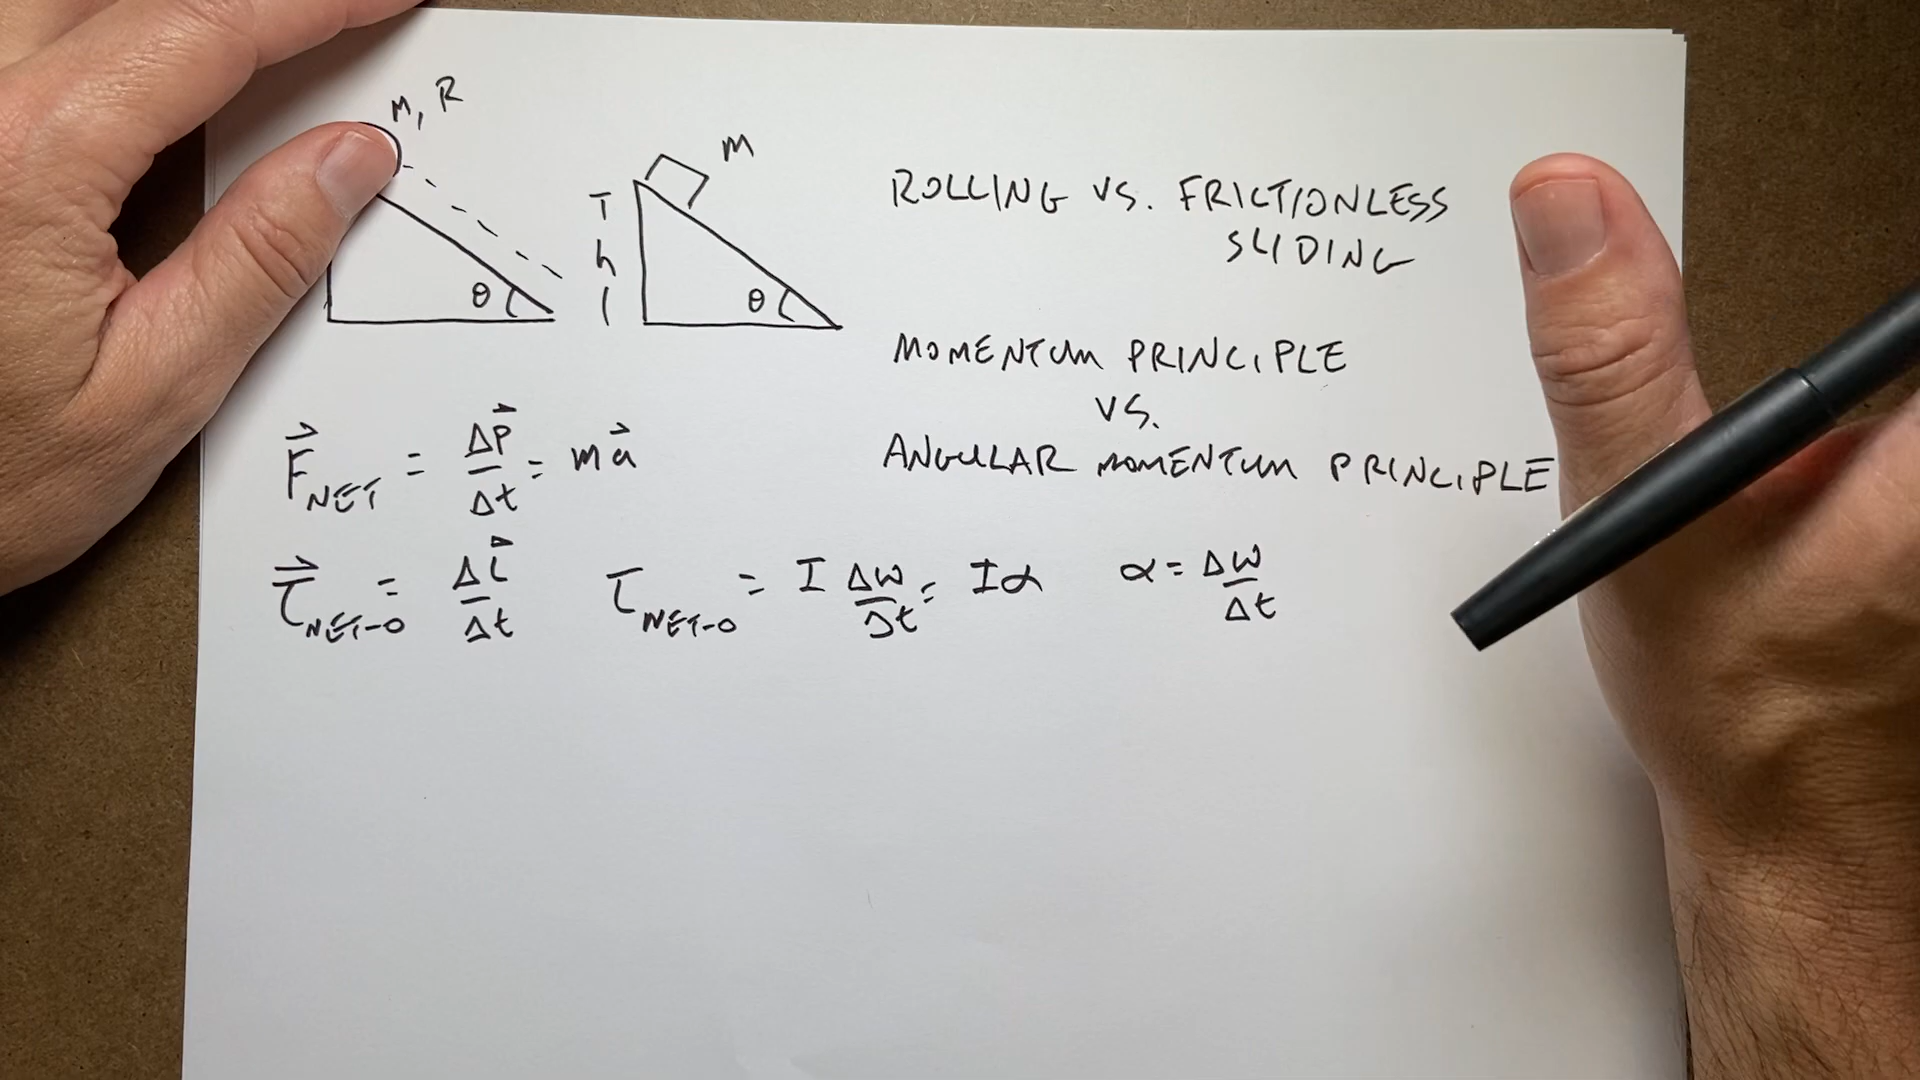 M, R
m
T
h
l
θ
θ
ROLLING VS. FRICTIONLESS
SLIDING
MOMENTUM PRINCIPLE
VS.
ANGULAR MOMENTUM PRINCIPLE
F⃗NET = Δp⃗/Δt = ma⃗
τ⃗NET-O = ΔL⃗/Δt τNET-O = I Δω/Δt = Iα α = Δω/Δt